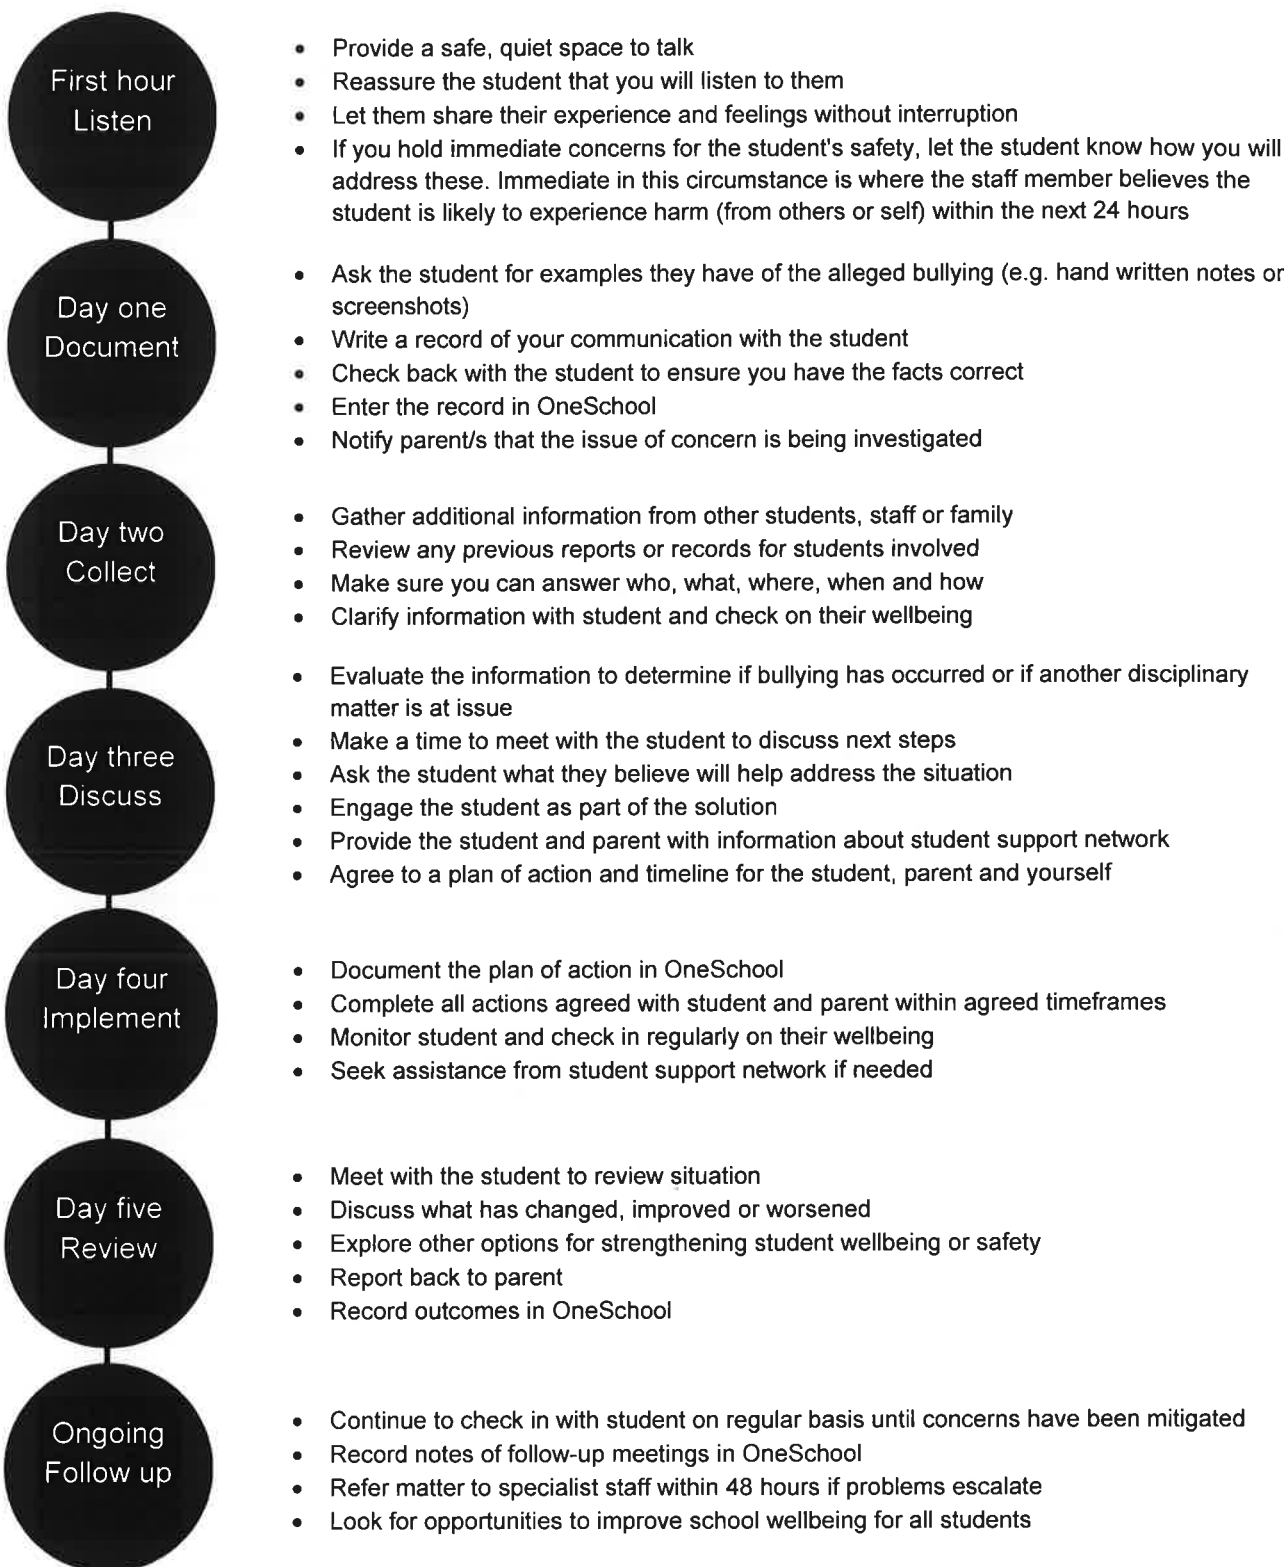 First hour
Listen
• Provide a safe, quiet space to talk
• Reassure the student that you will listen to them
• Let them share their experience and feelings without interruption
• If you hold immediate concerns for the student's safety, let the student know how you will
address these. Immediate in this circumstance is where the staff member believes the
student is likely to experience harm (from others or self) within the next 24 hours
Day one
Document
• Ask the student for examples they have of the alleged bullying (e.g. hand written notes or
screenshots)
• Write a record of your communication with the student
• Check back with the student to ensure you have the facts correct
• Enter the record in OneSchool
• Notify parent/s that the issue of concern is being investigated
Day two
Collect
• Gather additional information from other students, staff or family
• Review any previous reports or records for students involved
• Make sure you can answer who, what, where, when and how
• Clarify information with student and check on their wellbeing
Day three
Discuss
• Evaluate the information to determine if bullying has occurred or if another disciplinary
matter is at issue
• Make a time to meet with the student to discuss next steps
• Ask the student what they believe will help address the situation
• Engage the student as part of the solution
• Provide the student and parent with information about student support network
• Agree to a plan of action and timeline for the student, parent and yourself
Day four
Implement
• Document the plan of action in OneSchool
• Complete all actions agreed with student and parent within agreed timeframes
• Monitor student and check in regularly on their wellbeing
• Seek assistance from student support network if needed
Day five
Review
• Meet with the student to review situation
• Discuss what has changed, improved or worsened
• Explore other options for strengthening student wellbeing or safety
• Report back to parent
• Record outcomes in OneSchool
Ongoing
Follow up
• Continue to check in with student on regular basis until concerns have been mitigated
• Record notes of follow-up meetings in OneSchool
• Refer matter to specialist staff within 48 hours if problems escalate
• Look for opportunities to improve school wellbeing for all students